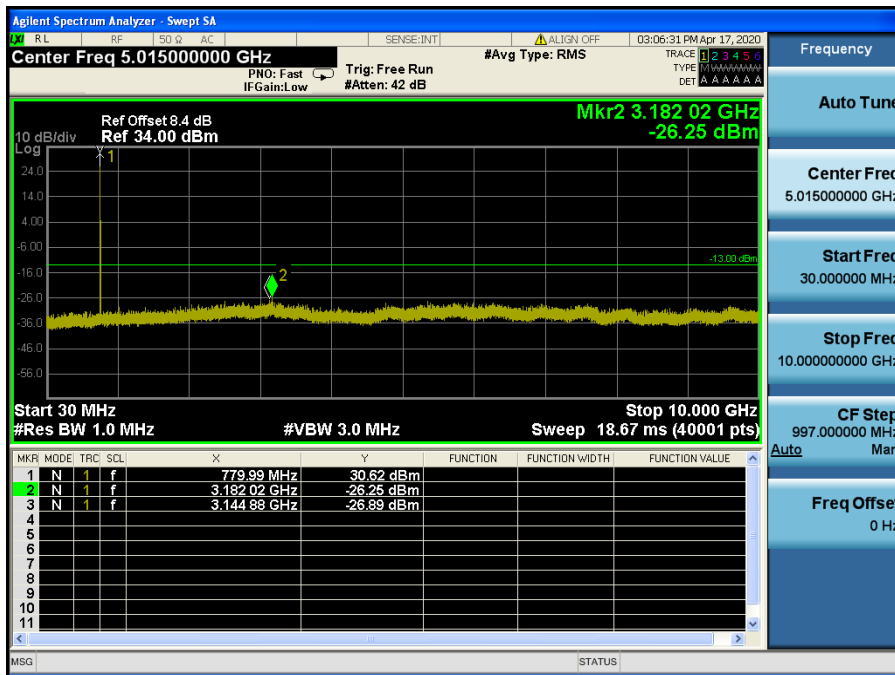 Agilent Spectrum Analyzer - Swept SA
LXI RL RF 50 Ω AC SENSE:INT ALIGN OFF 03:06:31 PM Apr 17, 2020
Center Freq 5.015000000 GHz
PNO: Fast
IFGain:Low
Trig: Free Run
#Atten: 42 dB
#Avg Type: RMS
TRACE 1 2 3 4 5 6
TYPE M WWWWW
DET A A A A A A
Ref Offset 8.4 dB
Ref 34.00 dBm
10 dB/div
Log
Mkr2 3.182 02 GHz
-26.25 dBm
1
24.0
14.0
4.00
-6.00
-13.00 dBm
-16.0
2
-26.0
-36.0
-46.0
-56.0
Start 30 MHz Stop 10.000 GHz
#Res BW 1.0 MHz #VBW 3.0 MHz Sweep 18.67 ms (40001 pts)
MKR MODE TRC SCL X Y FUNCTION FUNCTION WIDTH FUNCTION VALUE
1 N 1 f 779.99 MHz 30.62 dBm
2 N 1 f 3.182 02 GHz -26.25 dBm
3 N 1 f 3.144 88 GHz -26.89 dBm
4
5
6
7
8
9
10
11
MSG STATUS
Frequency
Auto Tune
Center Freq
5.015000000 GHz
Start Freq
30.000000 MHz
Stop Freq
10.000000000 GHz
CF Step
997.000000 MHz
Auto Man
Freq Offset
0 Hz